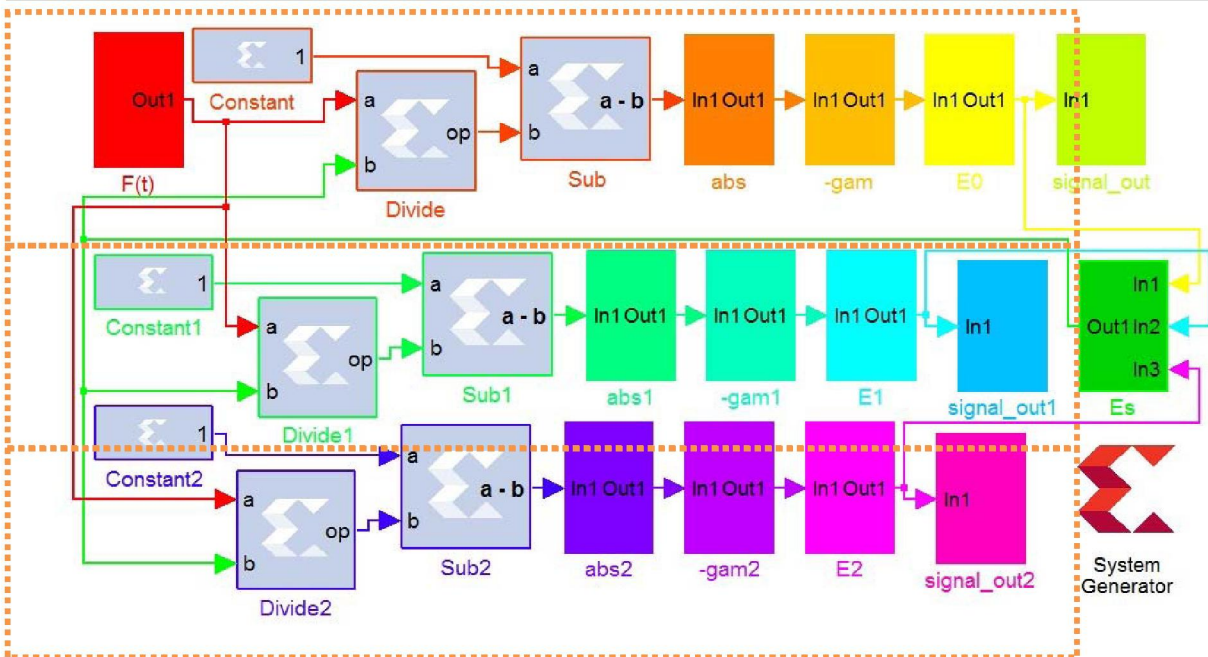 Out1
F(t)
1
Constant
a
b
op
Divide
a
b
a - b
Sub
In1 Out1
abs
In1 Out1
-gam
In1 Out1
E0
In1
signal_out
1
Constant1
a
b
op
Divide1
a
b
a - b
Sub1
In1 Out1
abs1
In1 Out1
-gam1
In1 Out1
E1
In1
signal_out1
In1
Out1 In2
In3
Es
1
Constant2
a
b
op
Divide2
a
b
a - b
Sub2
In1 Out1
abs2
In1 Out1
-gam2
In1 Out1
E2
In1
signal_out2
System
Generator